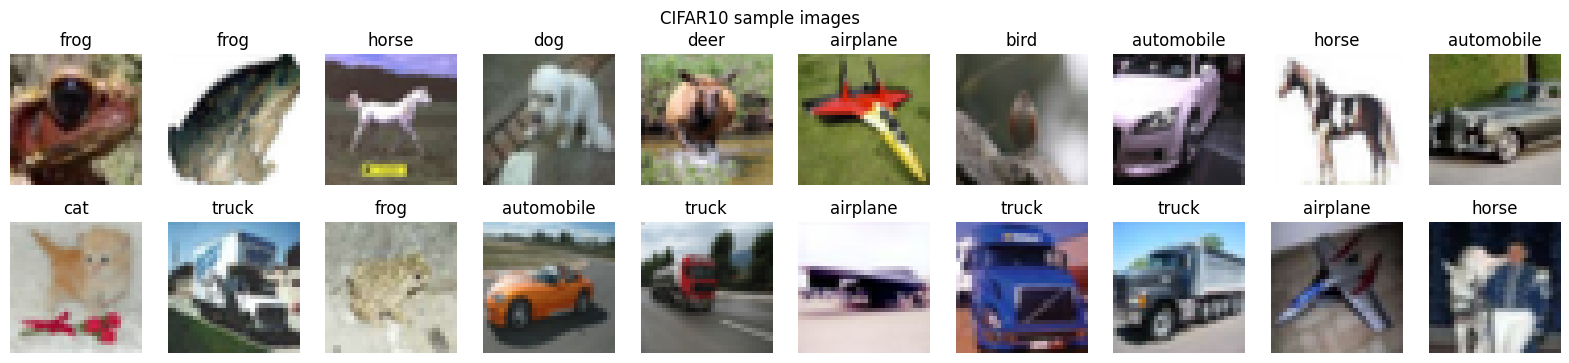 CIFAR10 sample images
frog frog horse dog deer airplane bird automobile horse automobile
cat truck frog automobile truck airplane truck truck airplane horse